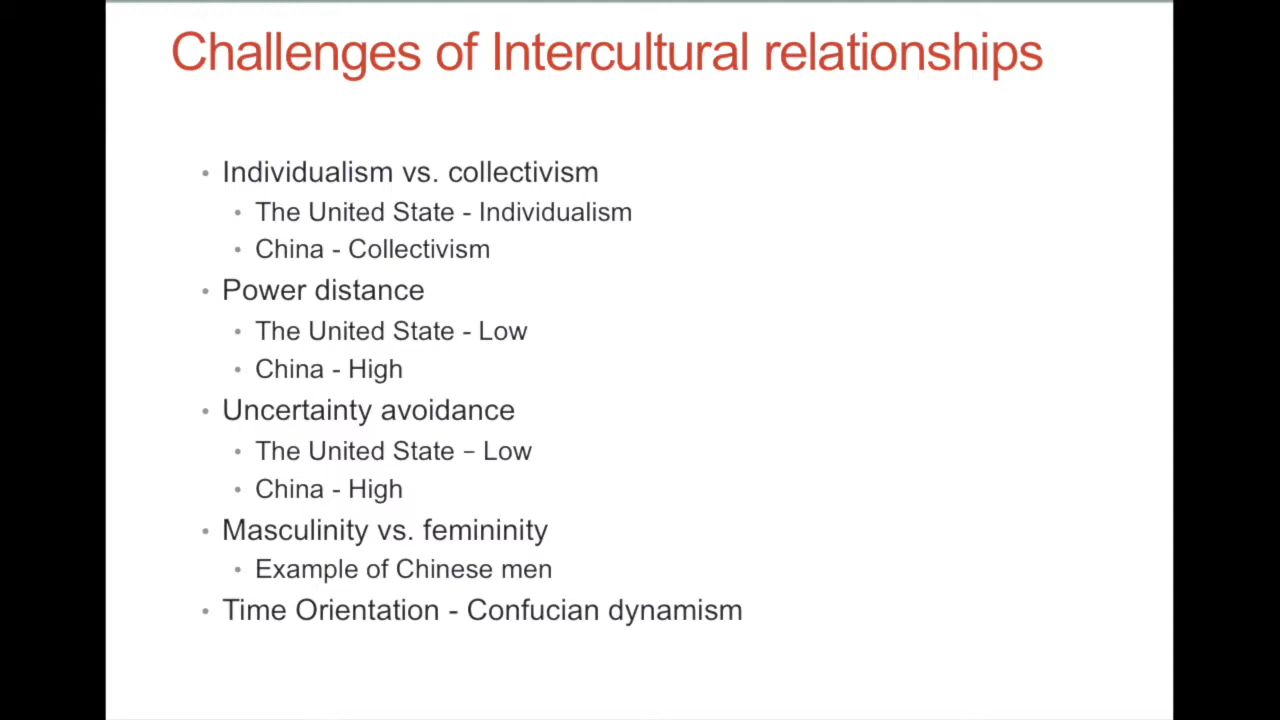 Challenges of Intercultural relationships
• Individualism vs. collectivism
• The United State - Individualism
• China - Collectivism
• Power distance
• The United State - Low
• China - High
• Uncertainty avoidance
• The United State – Low
• China - High
• Masculinity vs. femininity
• Example of Chinese men
• Time Orientation - Confucian dynamism